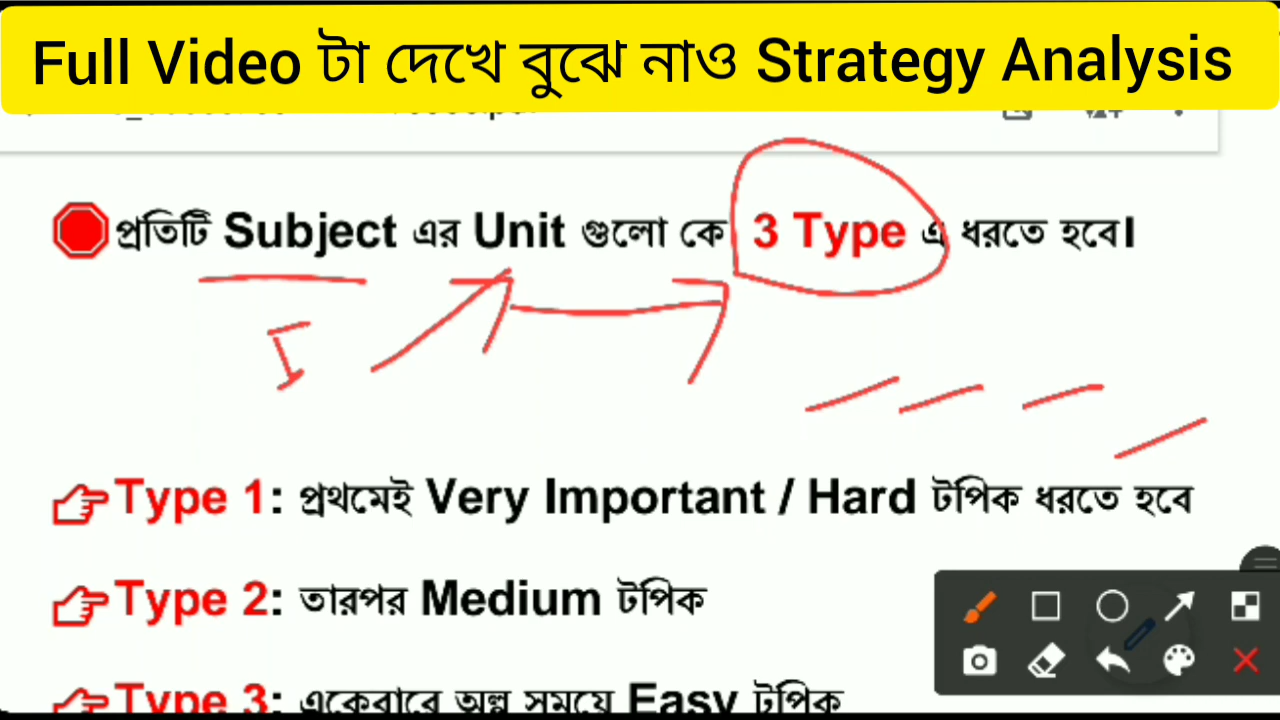 Full Video টা দেখে বুঝে নাও Strategy Analysis
প্রতিটি Subject এর Unit গুলো কে 3 Type এ ধরতে হবে।
I
Type 1: প্রথমেই Very Important / Hard টপিক ধরতে হবে
Type 2: তারপর Medium টপিক
Type 3: একেবারে অল্প সময়ে Easy টপিক